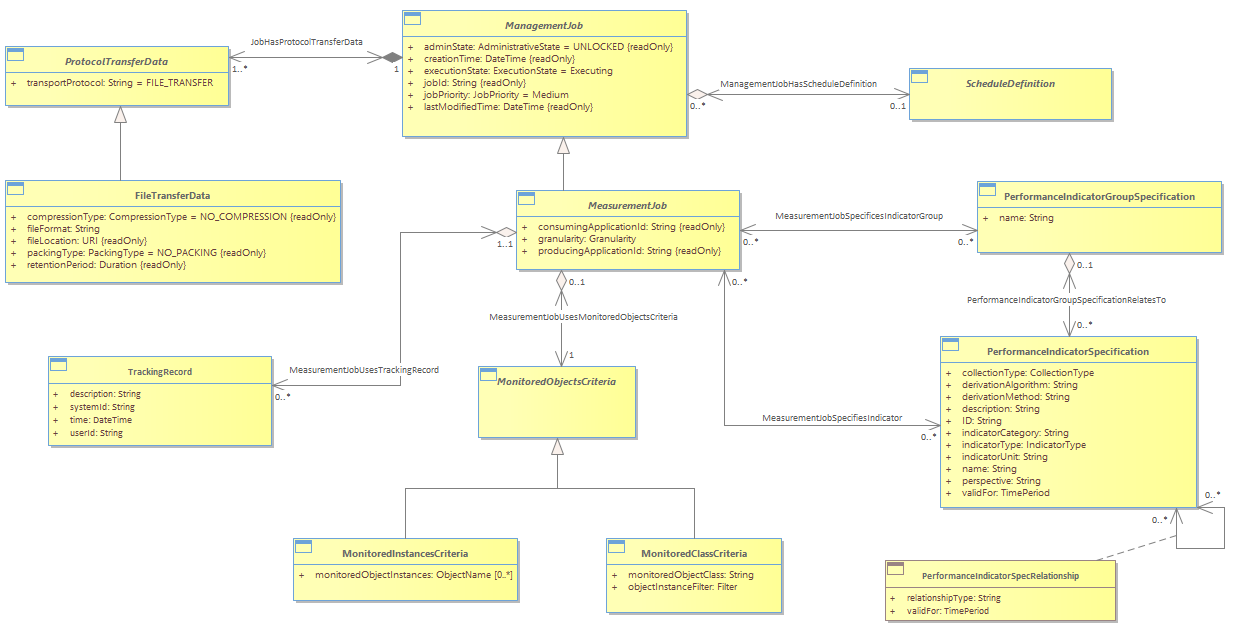 ManagementJob
+ adminState: AdministrativeState = UNLOCKED {readOnly}
+ creationTime: DateTime {readOnly}
+ executionState: ExecutionState = Executing
+ jobId: String {readOnly}
+ jobPriority: JobPriority = Medium
+ lastModifiedTime: DateTime {readOnly}
JobHasProtocolTransferData
1..*
1
ProtocolTransferData
+ transportProtocol: String = FILE_TRANSFER
ManagementJobHasScheduleDefinition
0..*
0..1
ScheduleDefinition
FileTransferData
+ compressionType: CompressionType = NO_COMPRESSION {readOnly}
+ fileFormat: String
+ fileLocation: URI {readOnly}
+ packingType: PackingType = NO_PACKING {readOnly}
+ retentionPeriod: Duration {readOnly}
MeasurementJob
+ consumingApplicationId: String {readOnly}
+ granularity: Granularity
+ producingApplicationId: String {readOnly}
1..1
MeasurementJobSpecificesIndicatorGroup
0..*
0..*
PerformanceIndicatorGroupSpecification
+ name: String
0..1
PerformanceIndicatorGroupSpecificationRelatesTo
0..*
0..1
MeasurementJobUsesMonitoredObjectsCriteria
1
0..*
PerformanceIndicatorSpecification
+ collectionType: CollectionType
+ derivationAlgorithm: String
+ derivationMethod: String
+ description: String
+ ID: String
+ indicatorCategory: String
+ indicatorType: IndicatorType
+ indicatorUnit: String
+ name: String
+ perspective: String
+ validFor: TimePeriod
TrackingRecord
+ description: String
+ systemId: String
+ time: DateTime
+ userId: String
MeasurementJobUsesTrackingRecord
0..*
MonitoredObjectsCriteria
MeasurementJobSpecifiesIndicator
0..*
0..*
0..*
MonitoredInstancesCriteria
+ monitoredObjectInstances: ObjectName [0..*]
MonitoredClassCriteria
+ monitoredObjectClass: String
+ objectInstanceFilter: Filter
PerformanceIndicatorSpecRelationship
+ relationshipType: String
+ validFor: TimePeriod